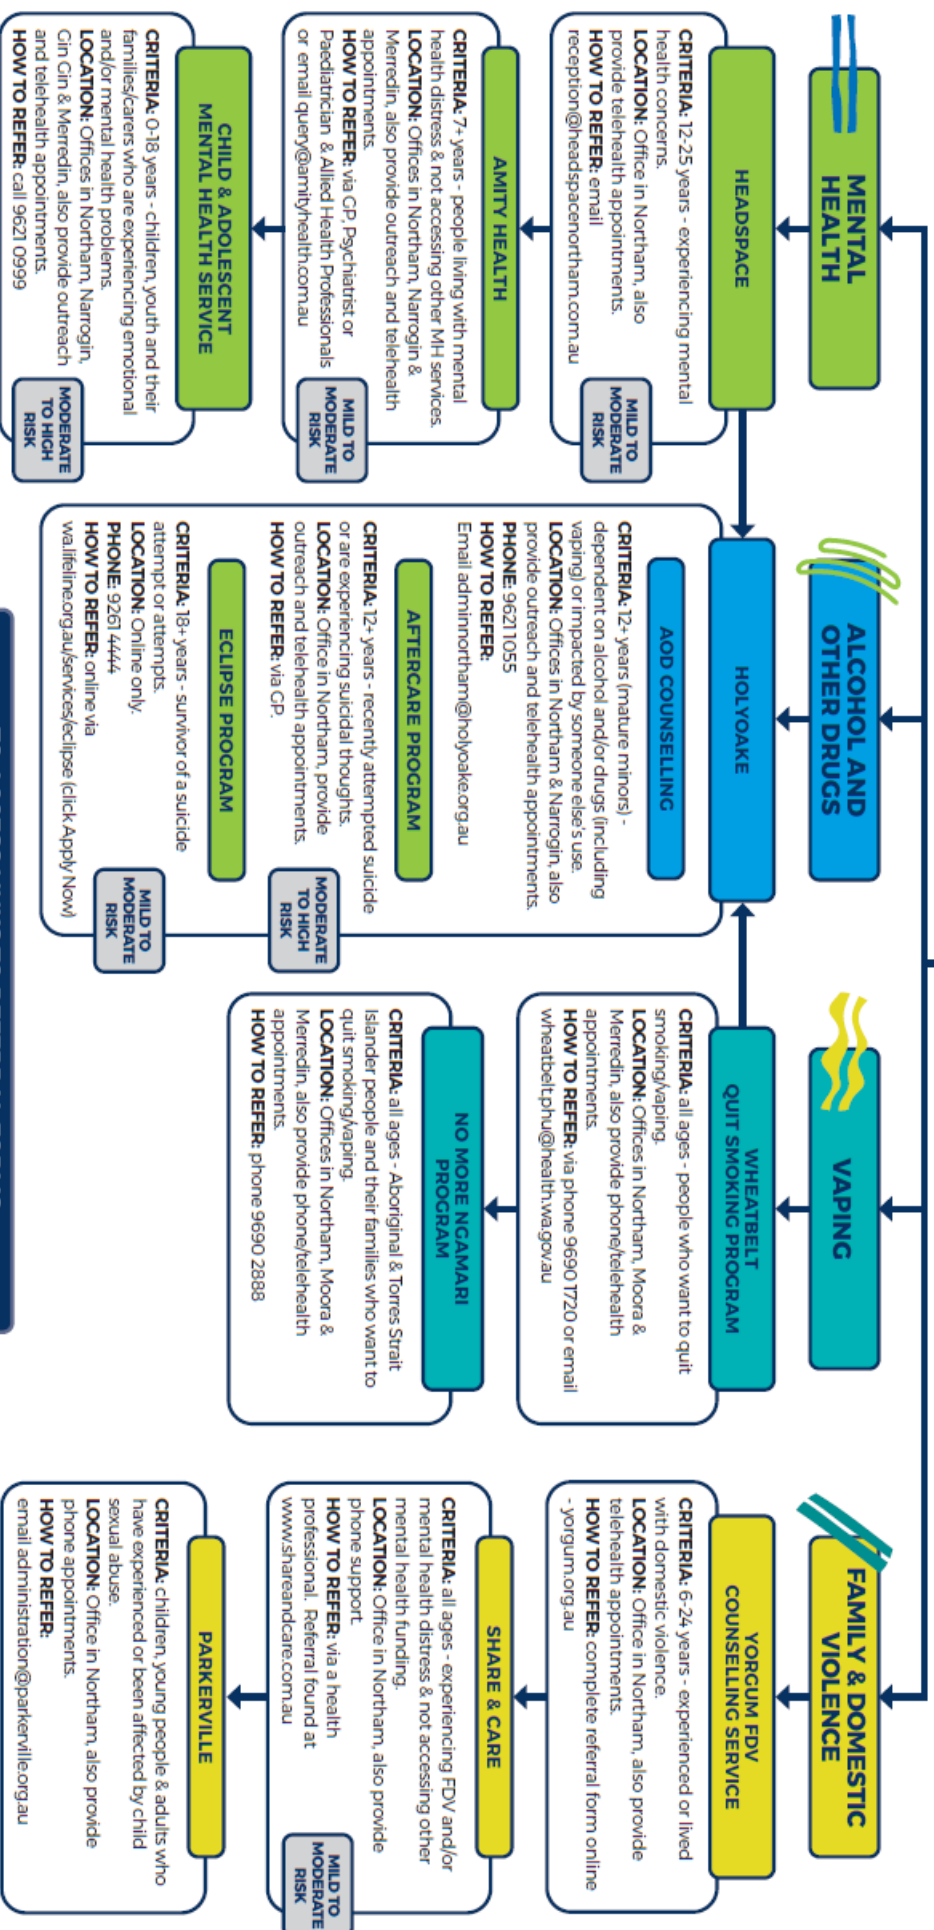 MENTAL
HEALTH
HEADSPACE
CRITERIA: 12-25 years - experiencing mental
health concerns.
LOCATION: Office in Northam, also
provide telehealth appointments.
HOW TO REFER: email
reception@headspacenortham.com.au
MILD TO
MODERATE
RISK
AMITY HEALTH
CRITERIA: 7+ years - people living with mental
health distress & not accessing other MH services.
LOCATION: Offices in Northam, Narrogin &
Merredin, also provide outreach and telehealth
appointments.
HOW TO REFER: via GP, Psychiatrist or
Paediatrician & Allied Health Professionals
or email query@amityhealth.com.au
MILD TO
MODERATE
RISK
CHILD & ADOLESCENT
MENTAL HEALTH SERVICE
CRITERIA: 0-18 years - children, youth and their
families/carers who are experiencing emotional
and/or mental health problems.
LOCATION: Offices in Northam, Narrogin,
Gin Gin & Merredin, also provide outreach
and telehealth appointments.
HOW TO REFER: call 9621 0999
MODERATE
TO HIGH
RISK
ALCOHOL AND
OTHER DRUGS
HOLYOAKE
AOD COUNSELLING
CRITERIA: 12+ years (mature minors) -
dependent on alcohol and/or drugs (including
vaping) or impacted by someone else's use.
LOCATION: Offices in Northam & Narrogin, also
provide outreach and telehealth appointments.
PHONE: 9621 1055
HOW TO REFER:
Email adminnortham@holyoake.org.au
AFTERCARE PROGRAM
CRITERIA: 12+ years - recently attempted suicide
or are experiencing suicidal thoughts.
LOCATION: Office in Northam, provide
outreach and telehealth appointments.
HOW TO REFER: via GP.
MODERATE
TO HIGH
RISK
ECLIPSE PROGRAM
CRITERIA: 18+ years - survivor of a suicide
attempt or attempts.
LOCATION: Online only.
PHONE: 9261 4444
HOW TO REFER: online via
wa.lifeline.org.au/services/eclipse (click Apply Now)
MILD TO
MODERATE
RISK
VAPING
WHEATBELT
QUIT SMOKING PROGRAM
CRITERIA: all ages - people who want to quit
smoking/vaping.
LOCATION: Offices in Northam, Moora &
Merredin, also provide phone/telehealth
appointments.
HOW TO REFER: via phone 9690 1720 or email
wheatbelt.phu@health.wa.gov.au
NO MORE NGAMARI
PROGRAM
CRITERIA: all ages - Aboriginal & Torres Strait
Islander people and their families who want to
quit smoking/vaping.
LOCATION: Offices in Northam, Moora &
Merredin, also provide phone/telehealth
appointments.
HOW TO REFER: phone 9690 2888
FAMILY & DOMESTIC
VIOLENCE
YORGUM FDV
COUNSELLING SERVICE
CRITERIA: 6-24 years - experienced or lived
with domestic violence.
LOCATION: Office in Northam, also provide
telehealth appointments.
HOW TO REFER: complete referral form online
- yorgum.org.au
SHARE & CARE
CRITERIA: all ages - experiencing FDV and/or
mental health distress & not accessing other
mental health funding.
LOCATION: Office in Northam, also provide
phone support.
HOW TO REFER: via a health
professional. Referral found at
www.shareandcare.com.au
MILD TO
MODERATE
RISK
PARKERVILLE
CRITERIA: children, young people & adults who
have experienced or been affected by child
sexual abuse.
LOCATION: Office in Northam, also provide
phone appointments.
HOW TO REFER:
email administration@parkerville.org.au